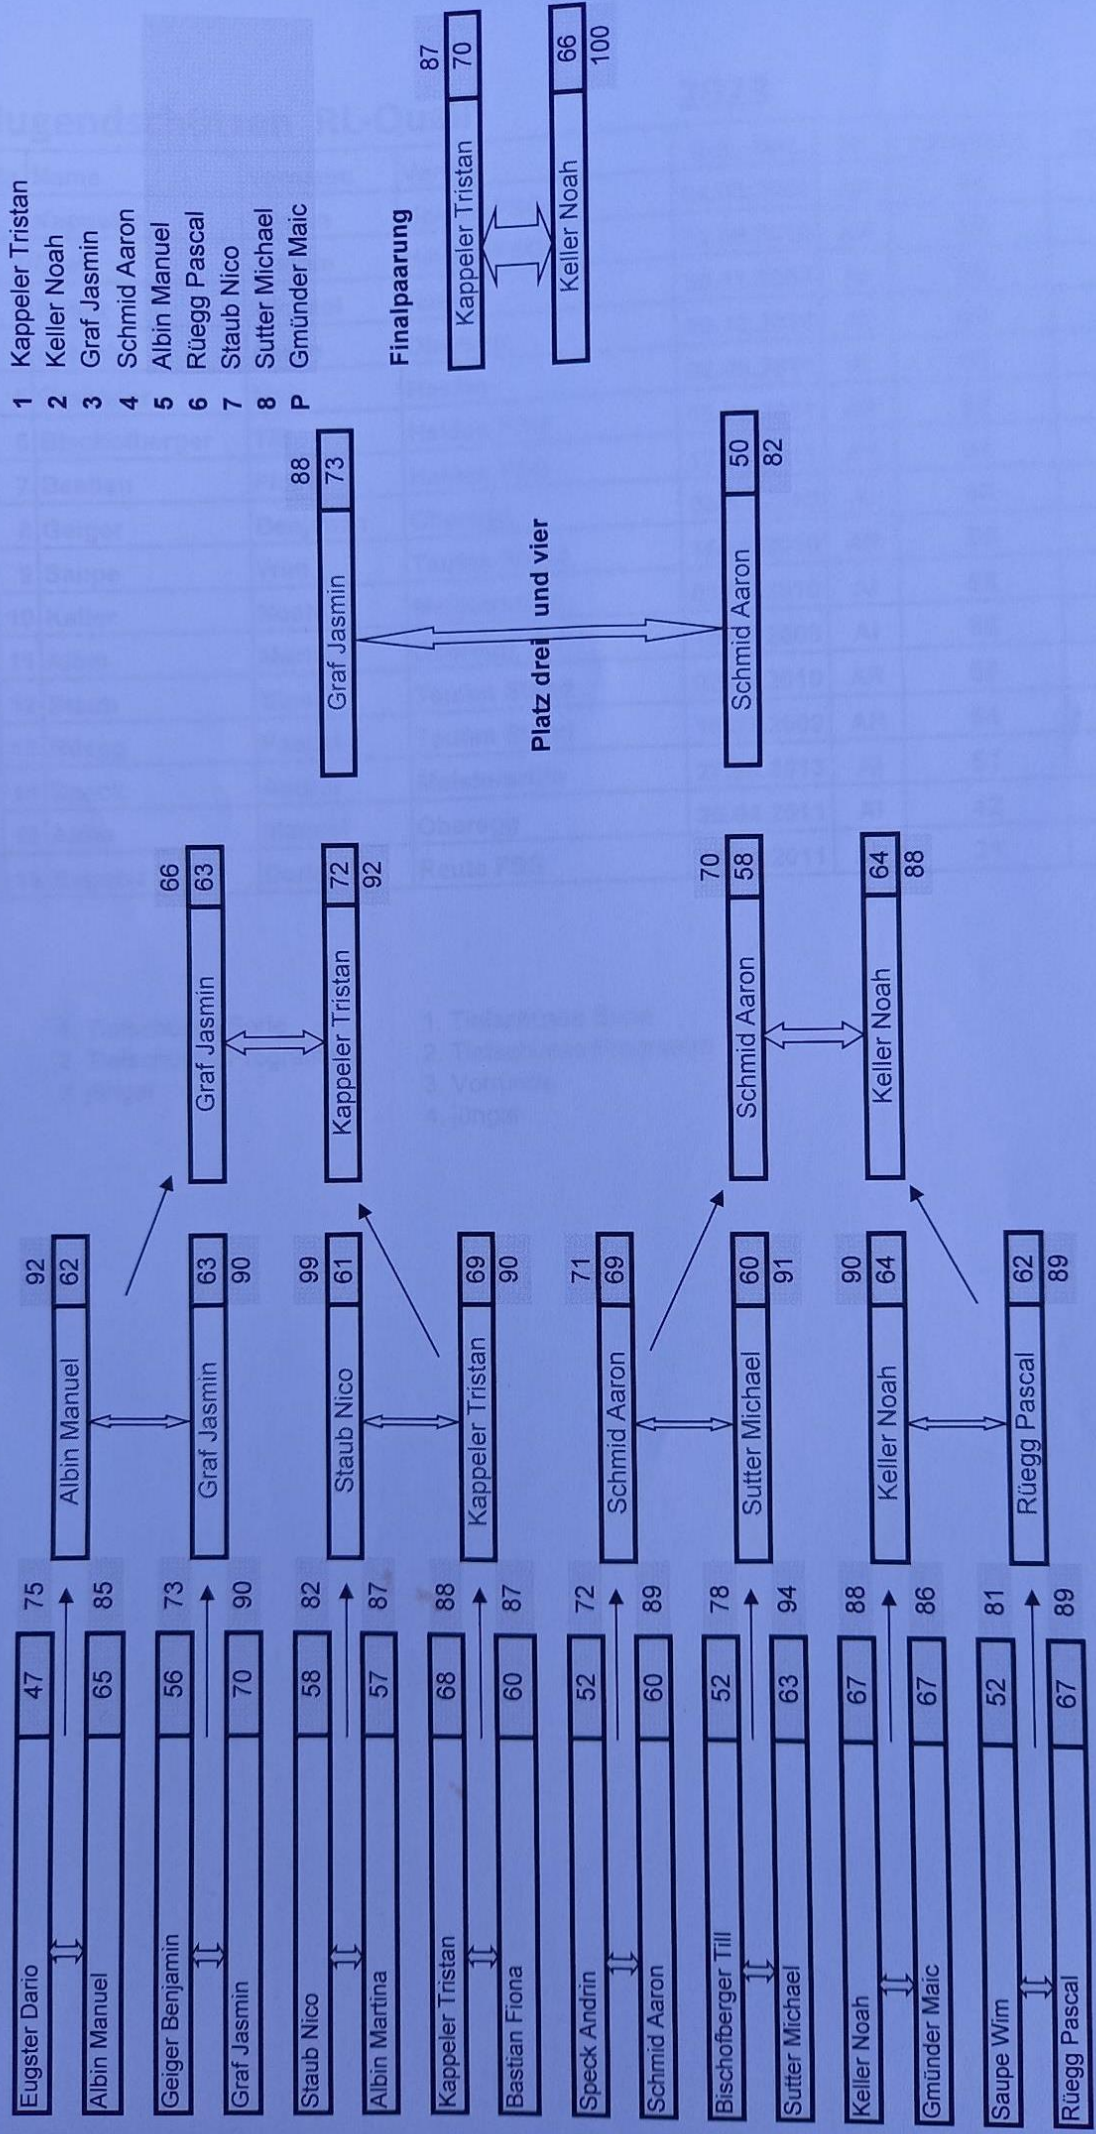 Eugster Dario 47 75
Albin Manuel 65 85
Geiger Benjamin 56 73
Graf Jasmin 70 90
Staub Nico 58 82
Albin Martina 57 87
Kappeler Tristan 68 88
Bastian Fiona 60 87
Speck Andrin 52 72
Schmid Aaron 60 89
Bischofberger Till 52 78
Sutter Michael 63 94
Keller Noah 67 88
Gmünder Maic 67 86
Saupe Wim 52 81
Rüegg Pascal 67 89
92
Albin Manuel 62
Graf Jasmin 63
90
99
Staub Nico 61
Kappeler Tristan 69
90
71
Schmid Aaron 69
Sutter Michael 60
91
90
Keller Noah 64
Rüegg Pascal 62
89
66
Graf Jasmin 63
Kappeler Tristan 72
92
70
Schmid Aaron 58
Keller Noah 64
88
88
Graf Jasmin 73
Platz drei und vier
Schmid Aaron 50
82
1 Kappeler Tristan
2 Keller Noah
3 Graf Jasmin
4 Schmid Aaron
5 Albin Manuel
6 Rüegg Pascal
7 Staub Nico
8 Sutter Michael
P Gmünder Maic
Finalpaarung
87
Kappeler Tristan 70
Keller Noah 66
100